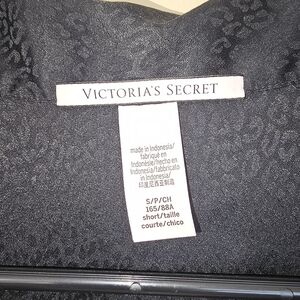 VICTORIA'S SECRET
made in Indonesia/
fabriqué en
Indonésie/hecho en
Indonesia/fabbricato
in Indonesia/
印度尼西亚制造
S/P/CH
165/88A
short/taille
courte/chico